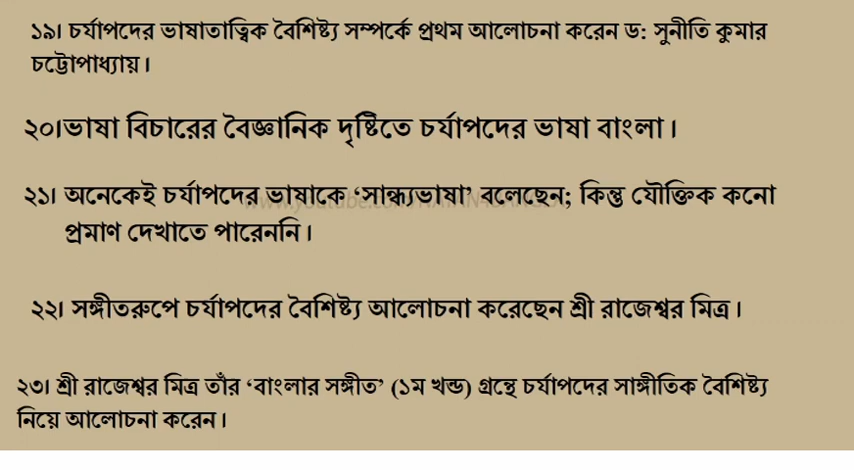 ১৯। চর্যাপদের ভাষাতাত্বিক বৈশিষ্ট্য সম্পর্কে প্রথম আলোচনা করেন ড: সুনীতি কুমার
চট্টোপাধ্যায়।
২০।ভাষা বিচারের বৈজ্ঞানিক দৃষ্টিতে চর্যাপদের ভাষা বাংলা।
২১। অনেকেই চর্যাপদের ভাষাকে ‘সান্ধ্যভাষা’ বলেছেন; কিন্তু যৌক্তিক কনো
প্রমাণ দেখাতে পারেননি।
২২। সঙ্গীতরুপে চর্যাপদের বৈশিষ্ট্য আলোচনা করেছেন শ্রী রাজেশ্বর মিত্র।
২৩। শ্রী রাজেশ্বর মিত্র তাঁর ‘বাংলার সঙ্গীত’ (১ম খন্ড) গ্রন্থে চর্যাপদের সাঙ্গীতিক বৈশিষ্ট্য
নিয়ে আলোচনা করেন।